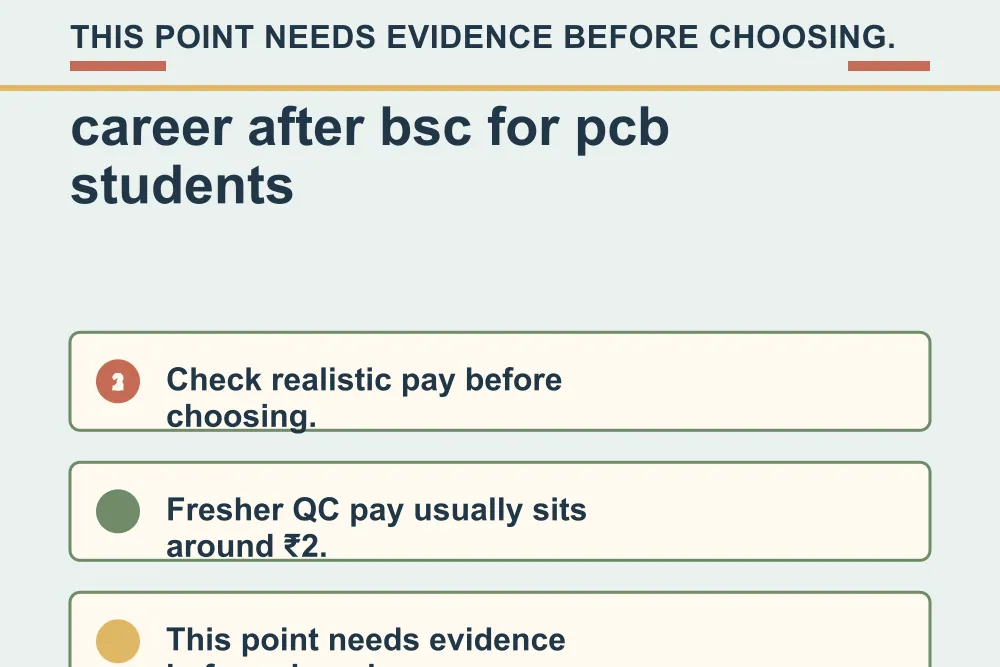 THIS POINT NEEDS EVIDENCE BEFORE CHOOSING.
career after bsc for pcb
students
Check realistic pay before
choosing.
Fresher QC pay usually sits
around ₹2.
This point needs evidence